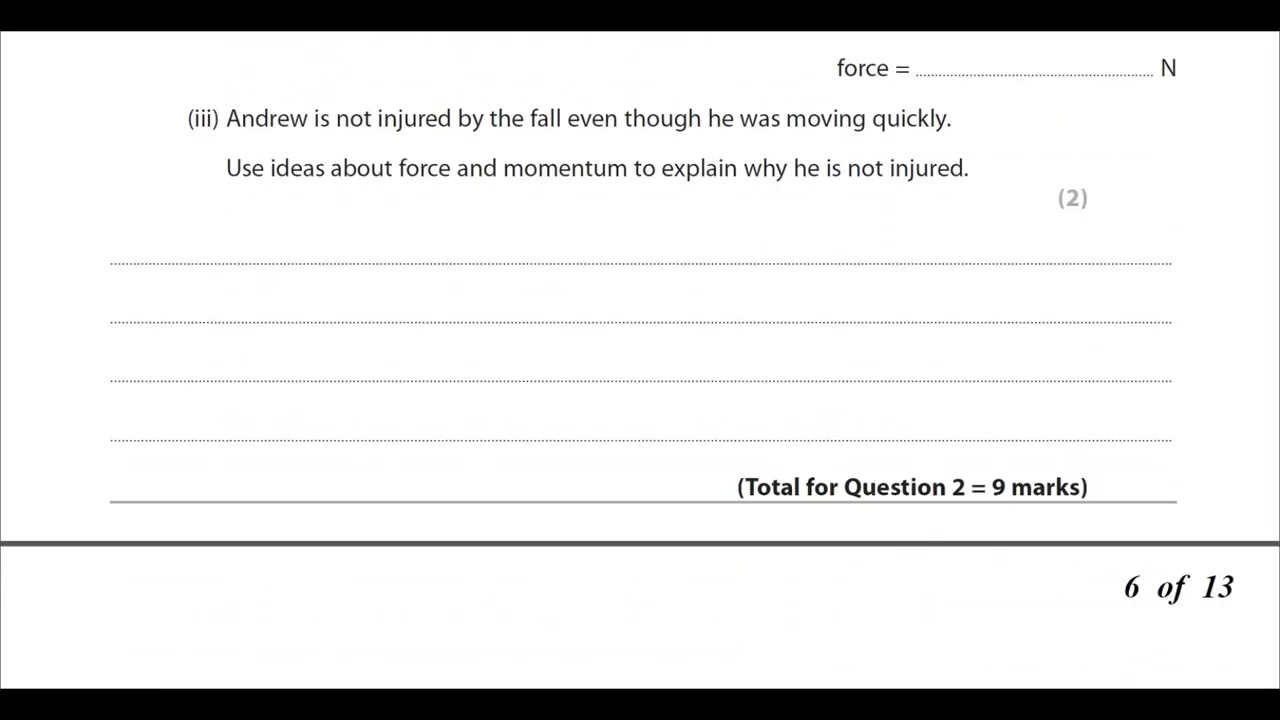 force = ........................................ N
(iii) Andrew is not injured by the fall even though he was moving quickly.
Use ideas about force and momentum to explain why he is not injured.
(2)
(Total for Question 2 = 9 marks)
6 of 13